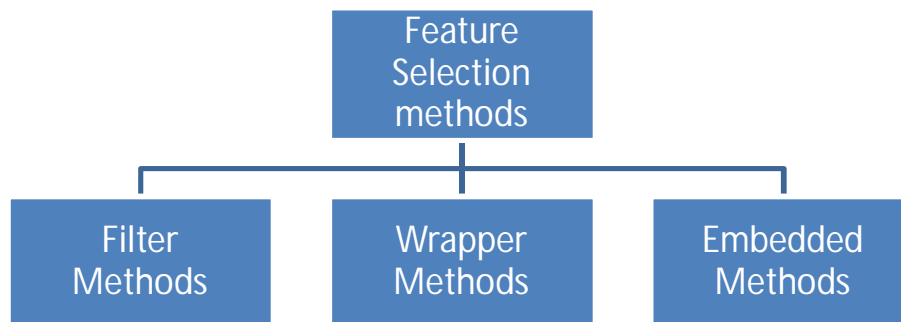 Feature
Selection
methods
Filter
Methods
Wrapper
Methods
Embedded
Methods